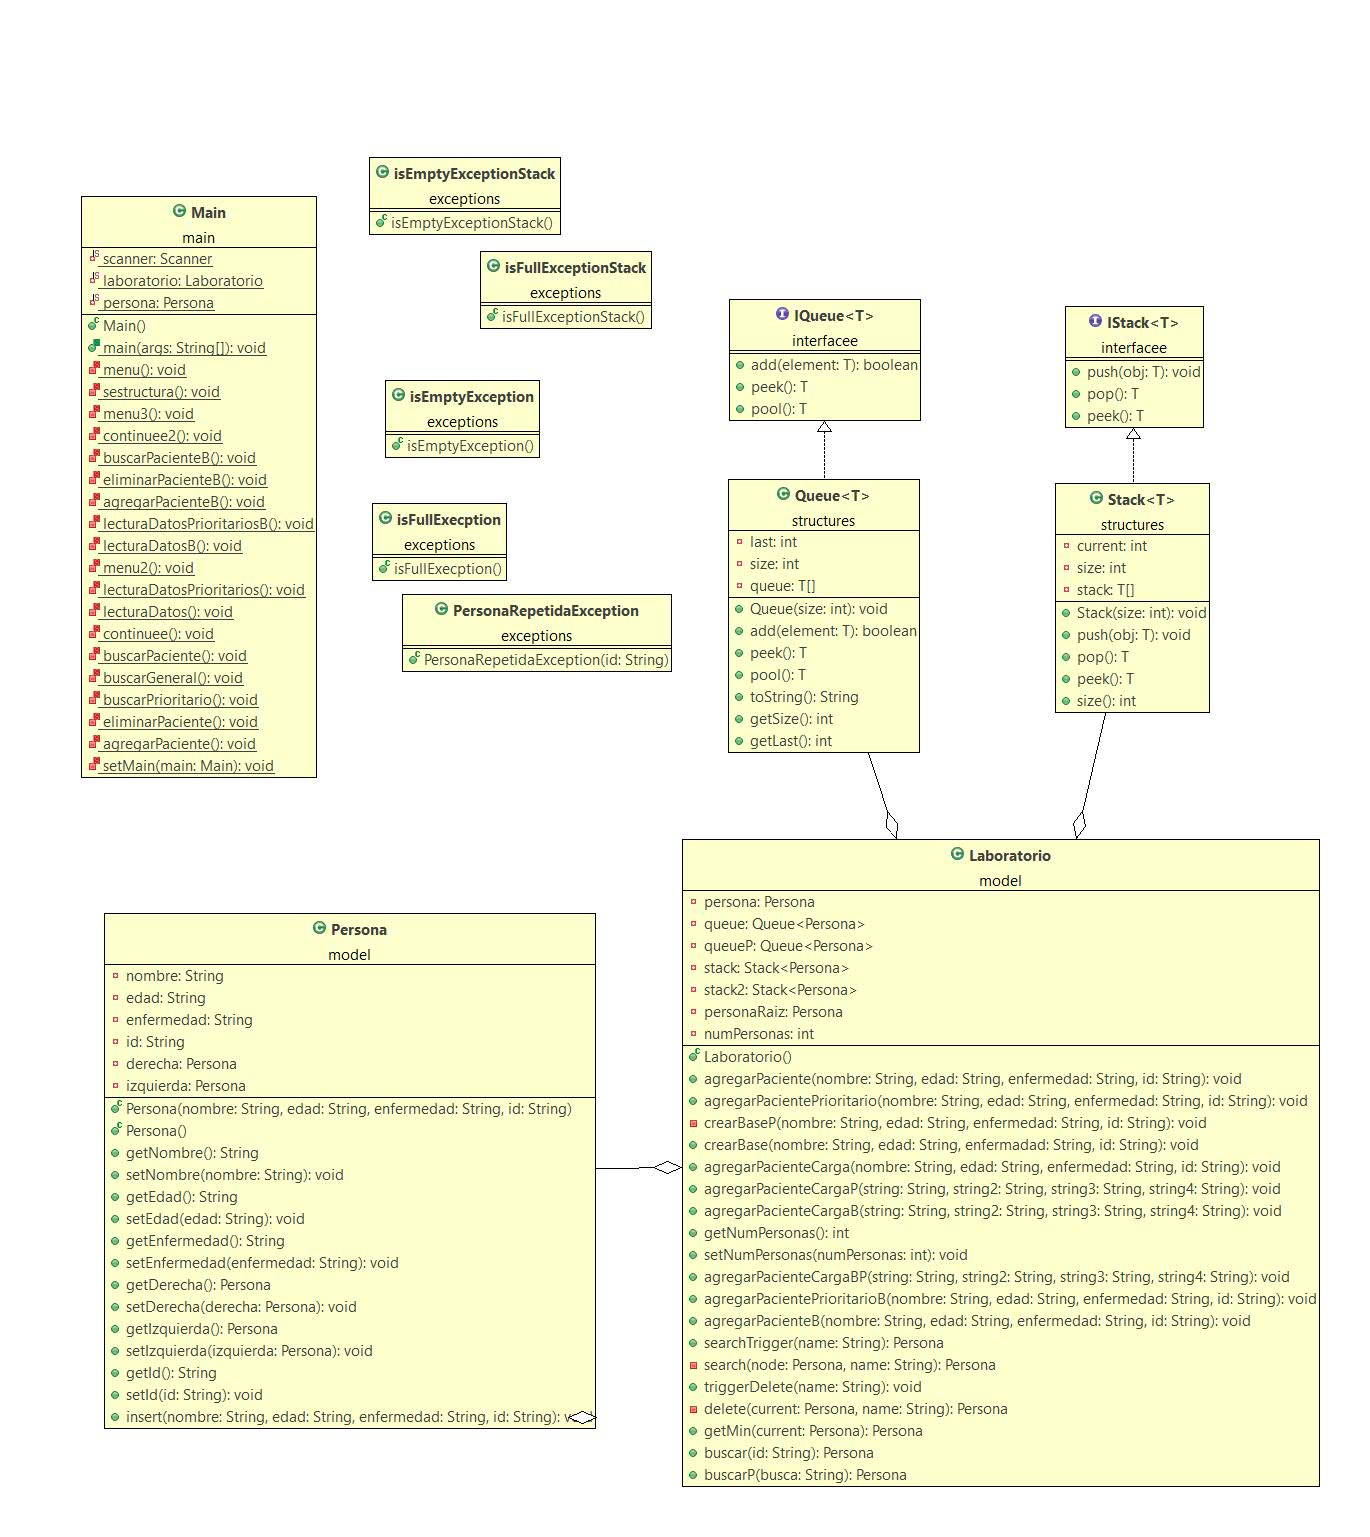 Main
main
scanner: Scanner
laboratorio: Laboratorio
persona: Persona
Main()
main(args: String[]): void
menu(): void
sestructura(): void
menu3(): void
continuee2(): void
buscarPacienteB(): void
eliminarPacienteB(): void
agregarPacienteB(): void
lecturaDatosPrioritariosB(): void
lecturaDatosB(): void
menu2(): void
lecturaDatosPrioritarios(): void
lecturaDatos(): void
continuee(): void
buscarPaciente(): void
buscarGeneral(): void
buscarPrioritario(): void
eliminarPaciente(): void
agregarPaciente(): void
setMain(main: Main): void
isEmptyExceptionStack
exceptions
isEmptyExceptionStack()
isFullExceptionStack
exceptions
isFullExceptionStack()
isEmptyException
exceptions
isEmptyException()
isFullExecption
exceptions
isFullExecption()
PersonaRepetidaException
exceptions
PersonaRepetidaException(id: String)
IQueue<T>
interfacee
add(element: T): boolean
peek(): T
pool(): T
IStack<T>
interfacee
push(obj: T): void
pop(): T
peek(): T
Queue<T>
structures
last: int
size: int
queue: T[]
Queue(size: int): void
add(element: T): boolean
peek(): T
pool(): T
toString(): String
getSize(): int
getLast(): int
Stack<T>
structures
current: int
size: int
stack: T[]
Stack(size: int): void
push(obj: T): void
pop(): T
peek(): T
size(): int
Persona
model
nombre: String
edad: String
enfermedad: String
id: String
derecha: Persona
izquierda: Persona
Persona(nombre: String, edad: String, enfermedad: String, id: String)
Persona()
getNombre(): String
setNombre(nombre: String): void
getEdad(): String
setEdad(edad: String): void
getEnfermedad(): String
setEnfermedad(enfermedad: String): void
getDerecha(): Persona
setDerecha(derecha: Persona): void
getIzquierda(): Persona
setIzquierda(izquierda: Persona): void
getId(): String
setId(id: String): void
insert(nombre: String, edad: String, enfermedad: String, id: String):
Laboratorio
model
persona: Persona
queue: Queue<Persona>
queueP: Queue<Persona>
stack: Stack<Persona>
stack2: Stack<Persona>
personaRaiz: Persona
numPersonas: int
Laboratorio()
agregarPaciente(nombre: String, edad: String, enfermedad: String, id: String): void
agregarPacientePrioritario(nombre: String, edad: String, enfermedad: String, id: String): void
crearBaseP(nombre: String, edad: String, enfermedad: String, id: String): void
crearBase(nombre: String, edad: String, enfermadad: String, id: String): void
agregarPacienteCarga(nombre: String, edad: String, enfermedad: String, id: String): void
agregarPacienteCargaP(string: String, string2: String, string3: String, string4: String): void
agregarPacienteCargaB(string: String, string2: String, string3: String, string4: String): void
getNumPersonas(): int
setNumPersonas(numPersonas: int): void
agregarPacienteCargaBP(string: String, string2: String, string3: String, string4: String): void
agregarPacientePrioritarioB(nombre: String, edad: String, enfermedad: String, id: String): void
agregarPacienteB(nombre: String, edad: String, enfermedad: String, id: String): void
searchTrigger(name: String): Persona
search(node: Persona, name: String): Persona
triggerDelete(name: String): void
delete(current: Persona, name: String): Persona
getMin(current: Persona): Persona
buscar(id: String): Persona
buscarP(busca: String): Persona